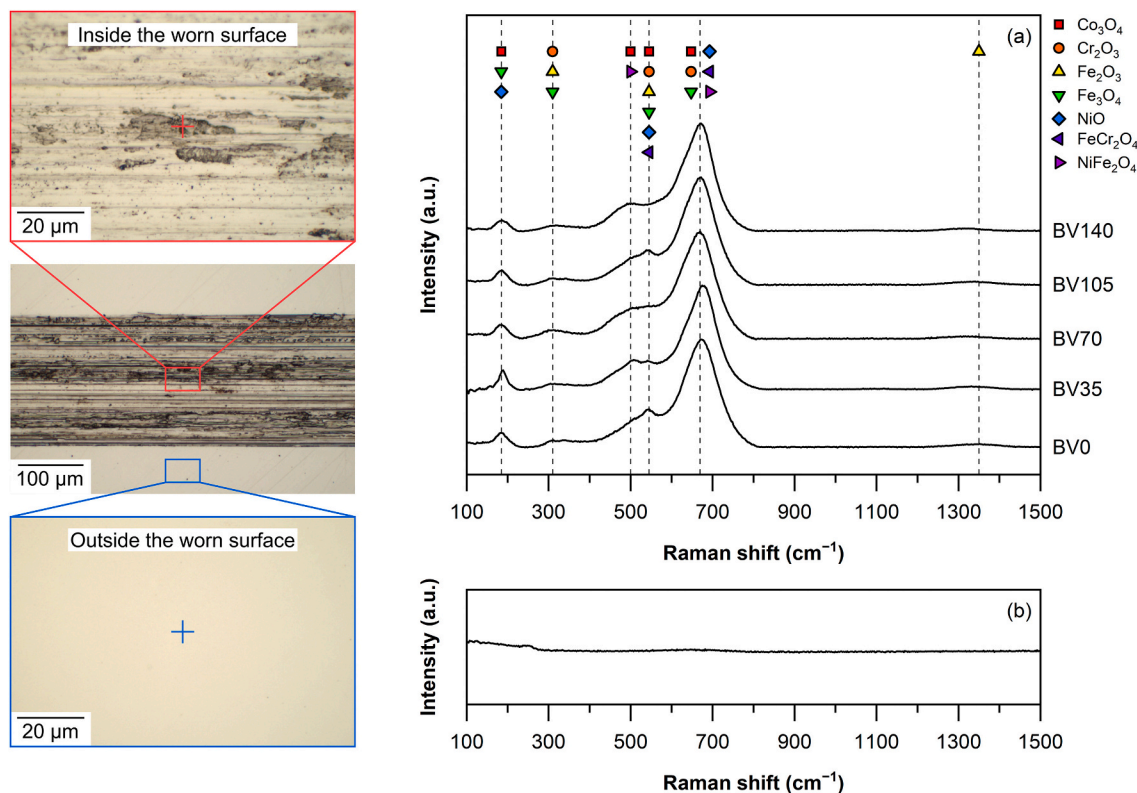 Inside the worn surface
20 µm
100 µm
Outside the worn surface
20 µm
(a)
Co₃O₄
Cr₂O₃
Fe₂O₃
Fe₃O₄
NiO
FeCr₂O₄
NiFe₂O₄
Intensity (a.u.)
BV140
BV105
BV70
BV35
BV0
100 300 500 700 900 1100 1300 1500
Raman shift (cm⁻¹)
(b)
Intensity (a.u.)
100 300 500 700 900 1100 1300 1500
Raman shift (cm⁻¹)